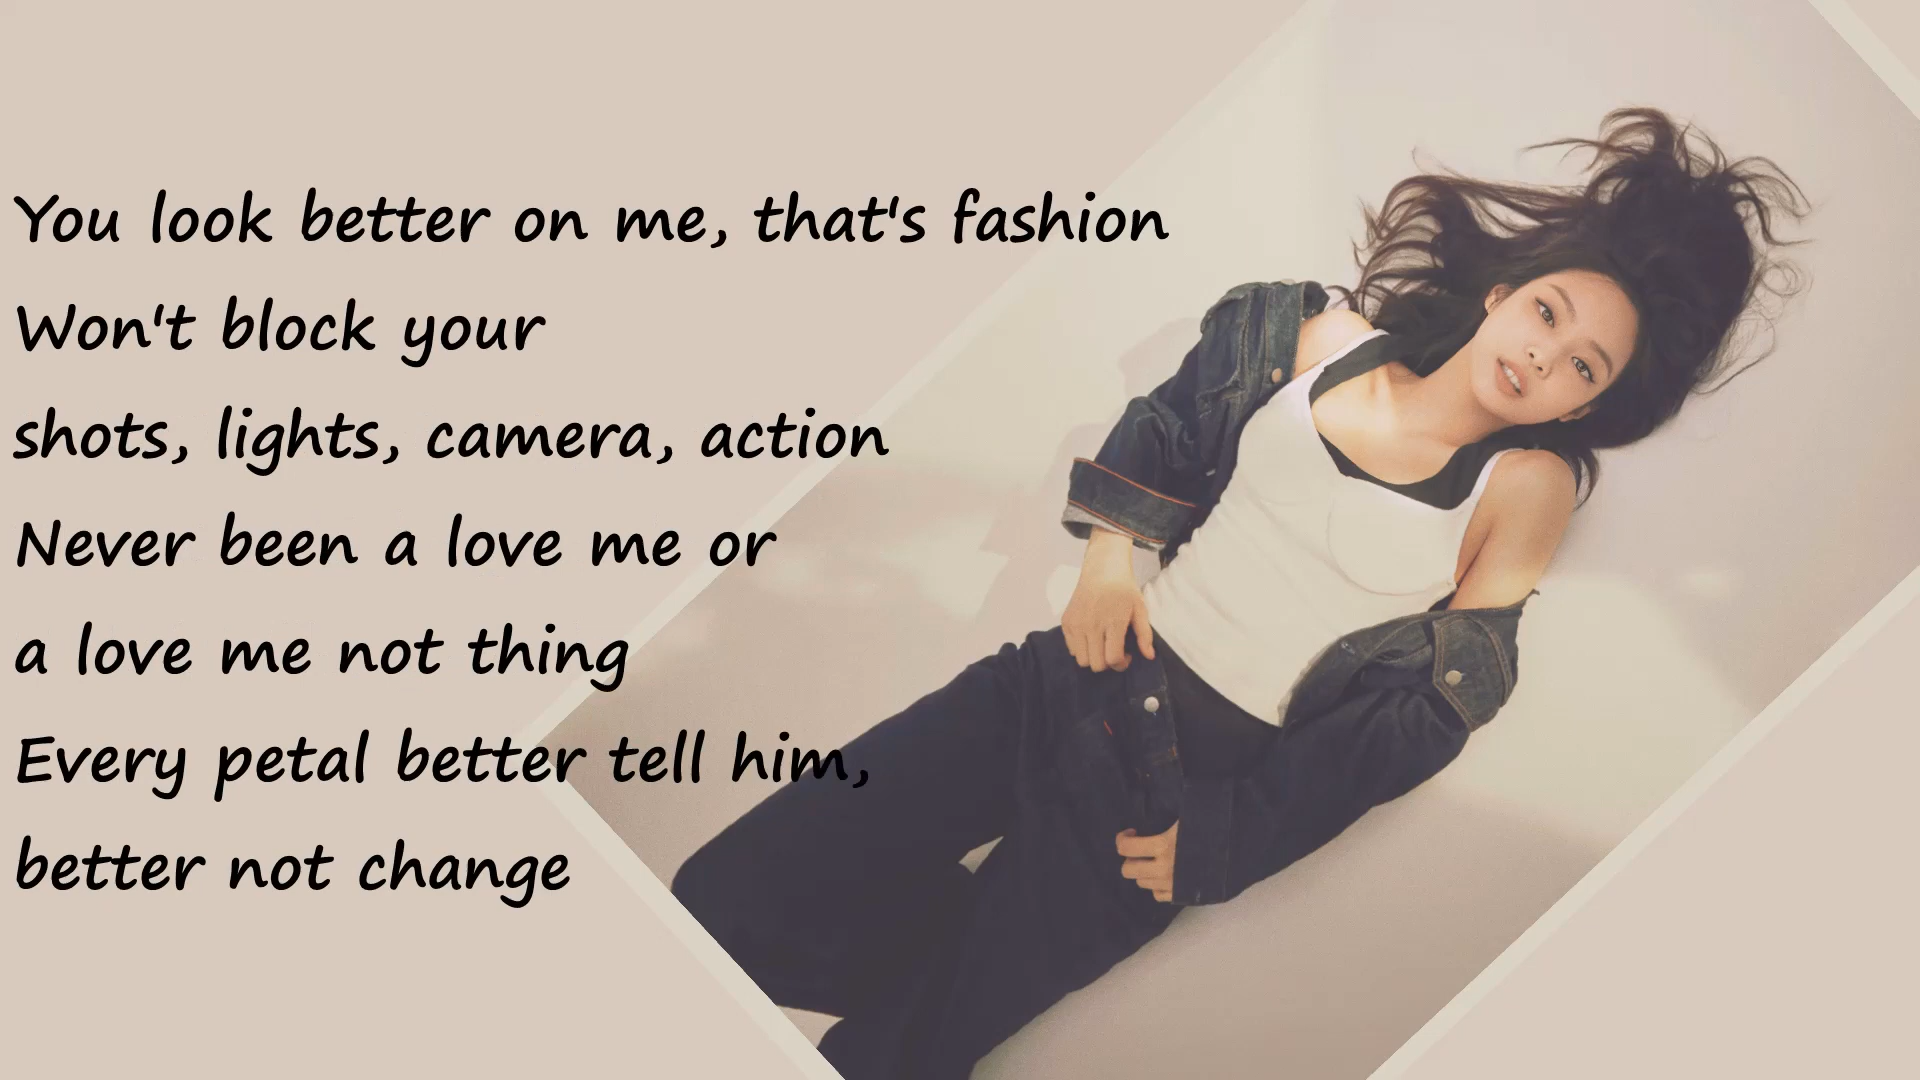 You look better on me, that's fashion
Won't block your
shots, lights, camera, action
Never been a love me or
a love me not thing
Every petal better tell him,
better not change